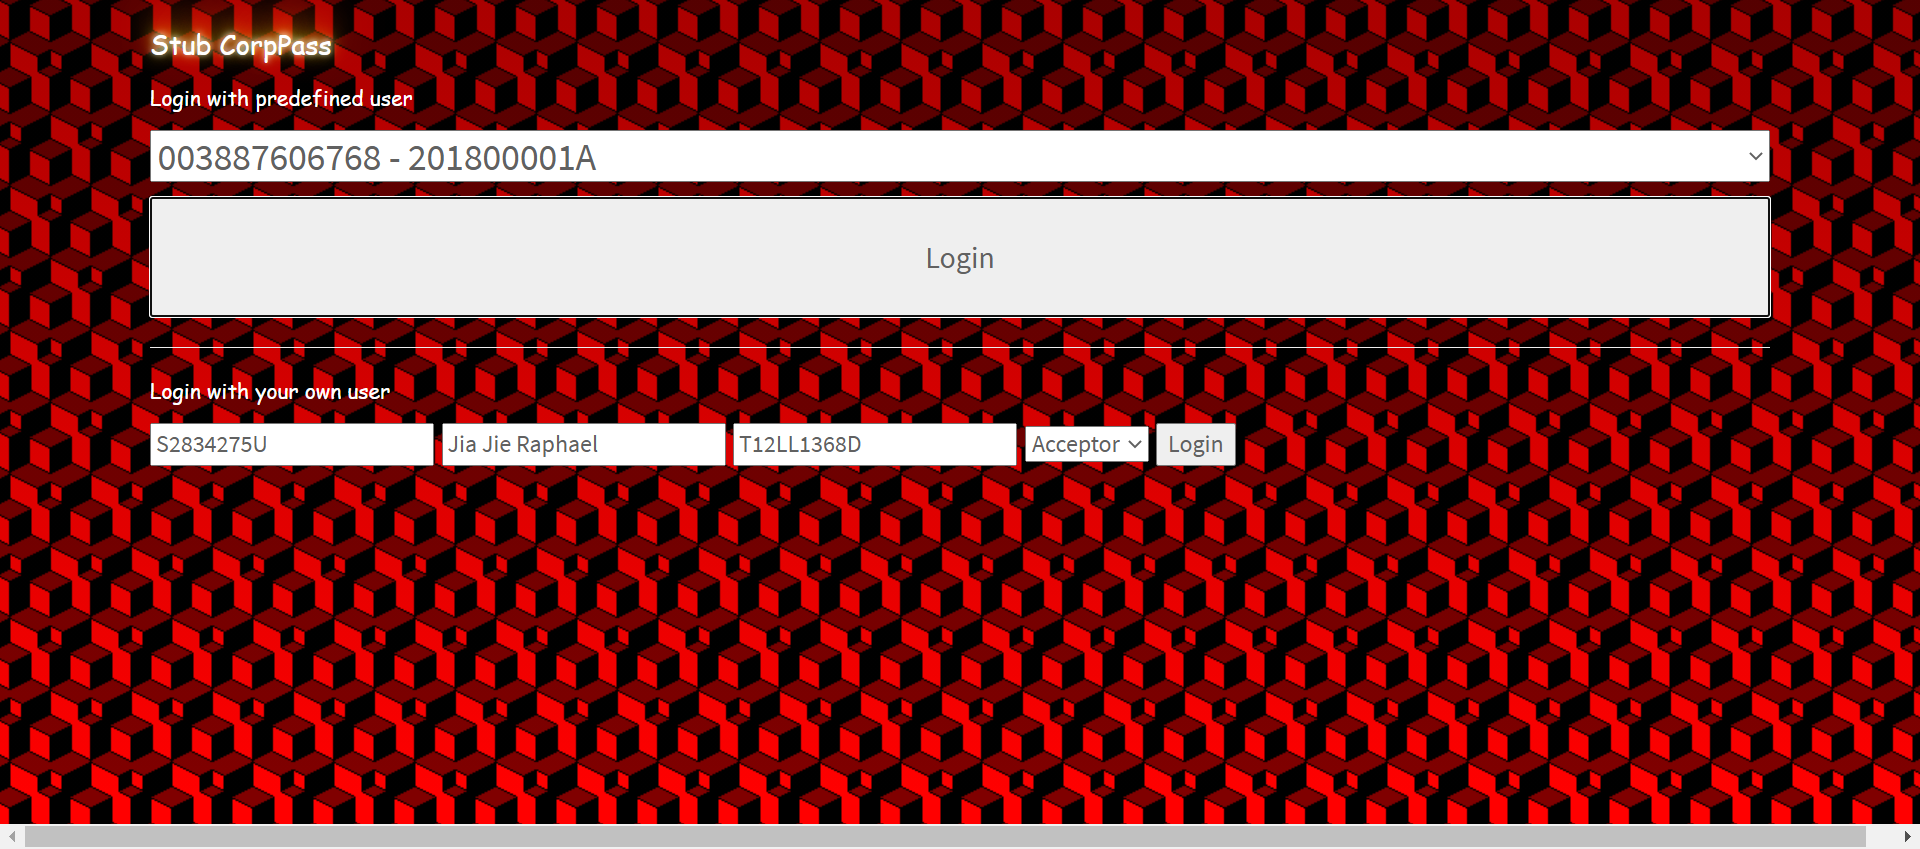 Stub CorpPass
Login with predefined user
003887606768 - 201800001A
Login
Login with your own user
S2834275U Jia Jie Raphael T12LL1368D Acceptor Login